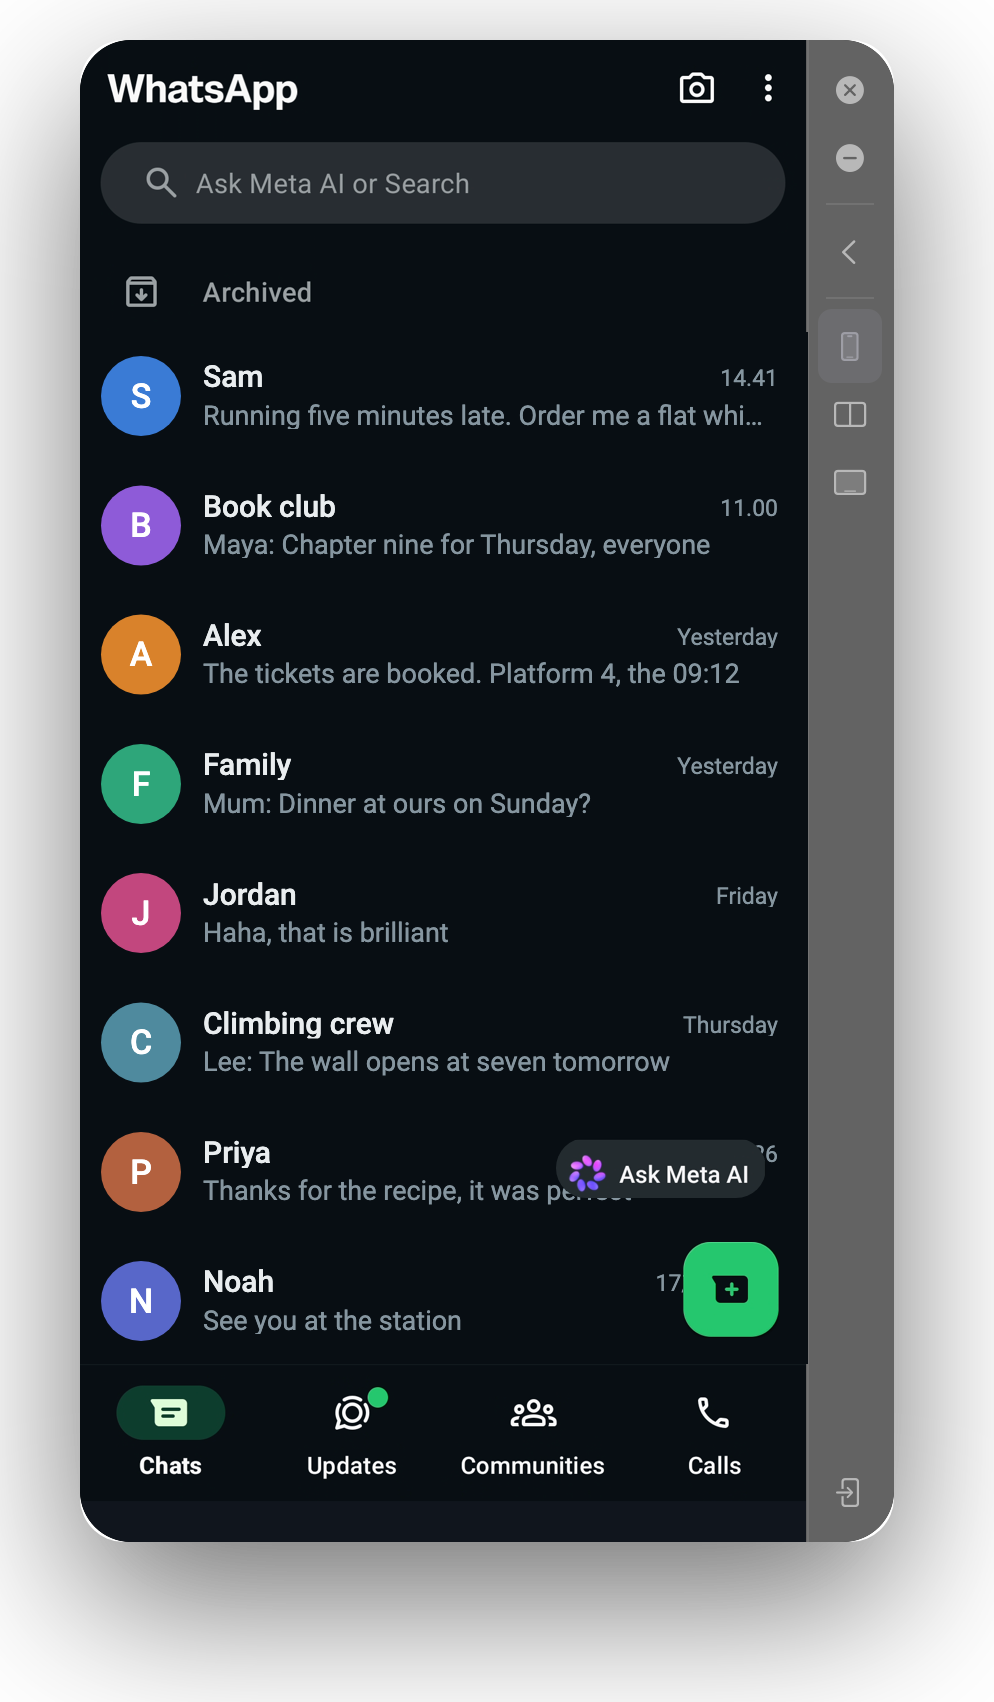 WhatsApp
Ask Meta AI or Search
Archived
S
Sam
14.41
Running five minutes late. Order me a flat whi...
B
Book club
11.00
Maya: Chapter nine for Thursday, everyone
A
Alex
Yesterday
The tickets are booked. Platform 4, the 09:12
F
Family
Yesterday
Mum: Dinner at ours on Sunday?
J
Jordan
Friday
Haha, that is brilliant
C
Climbing crew
Thursday
Lee: The wall opens at seven tomorrow
P
Priya
Thanks for the recipe, it was
Ask Meta AI
N
Noah
See you at the station
Chats
Updates
Communities
Calls